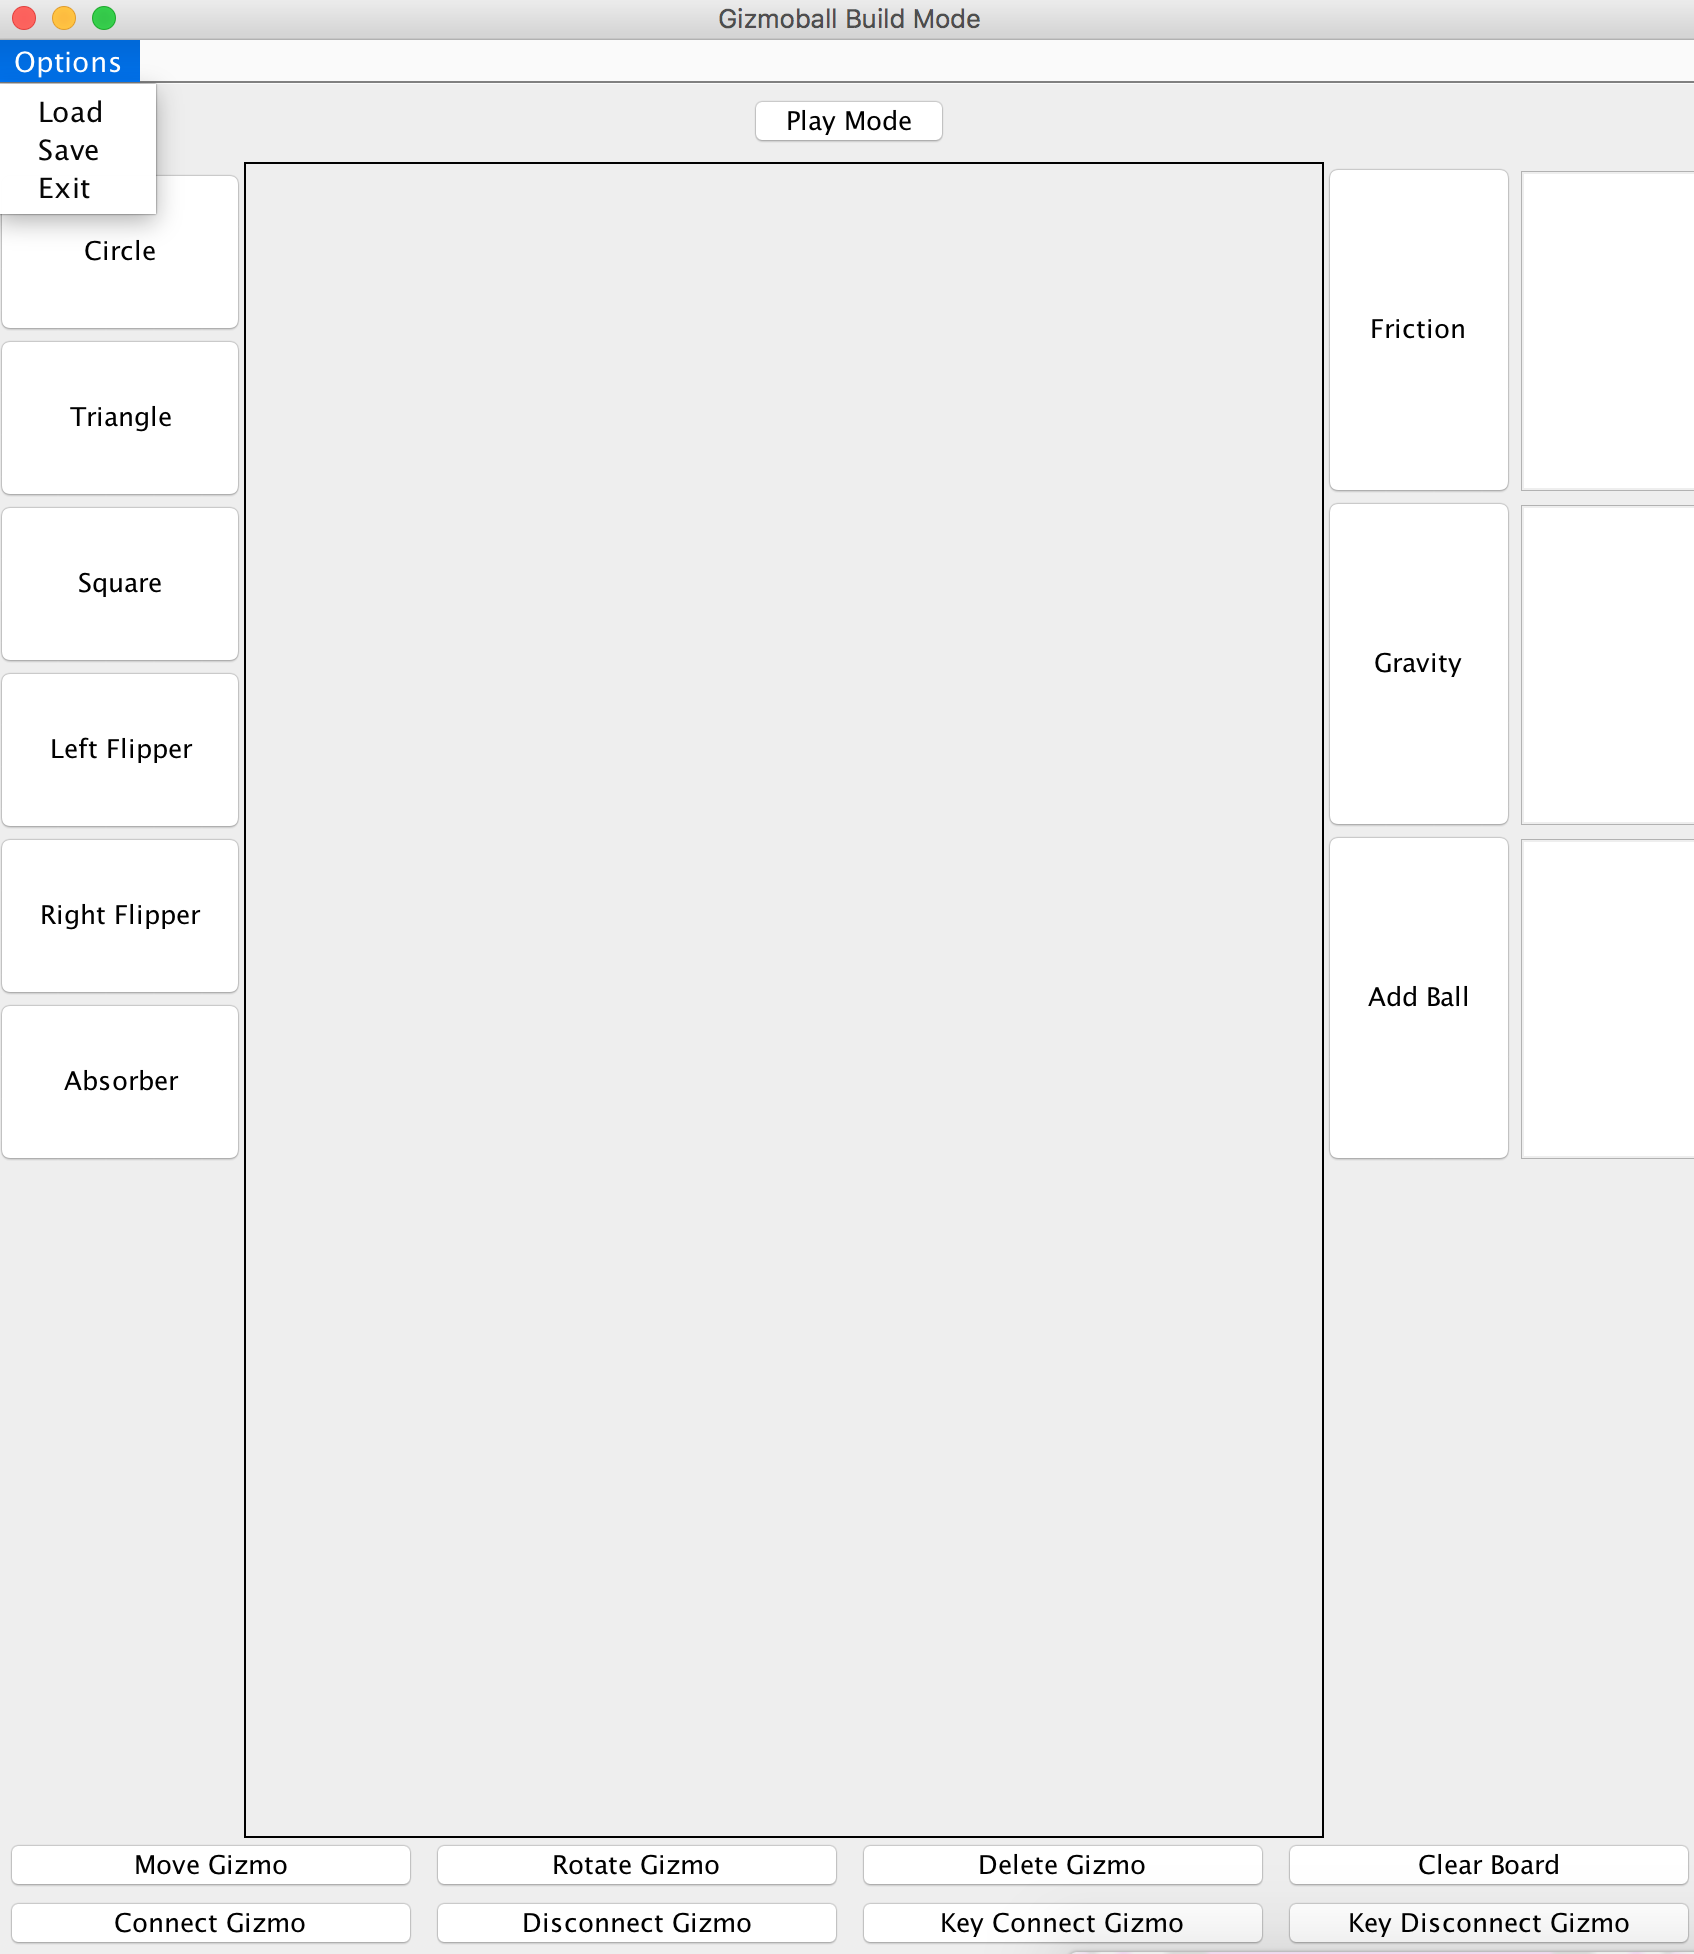 Gizmoball Build Mode
Options
Load
Save
Exit
Play Mode
Circle
Triangle
Square
Left Flipper
Right Flipper
Absorber
Friction
Gravity
Add Ball
Move Gizmo
Rotate Gizmo
Delete Gizmo
Clear Board
Connect Gizmo
Disconnect Gizmo
Key Connect Gizmo
Key Disconnect Gizmo